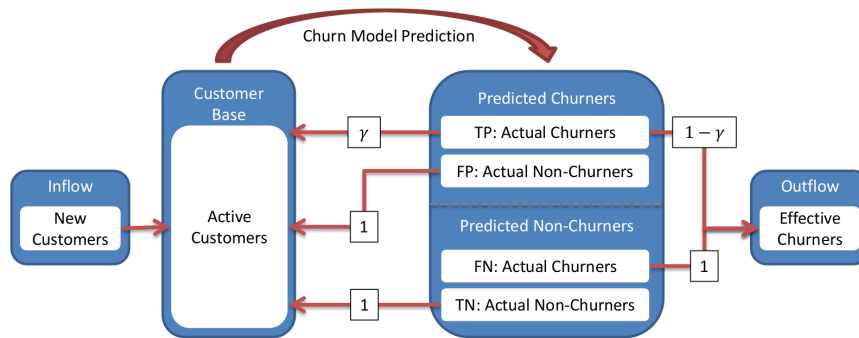 Churn Model Prediction
Customer
Base
Active
Customers
Inflow
New
Customers
γ
1
1
Predicted Churners
TP: Actual Churners
FP: Actual Non-Churners
Predicted Non-Churners
FN: Actual Churners
TN: Actual Non-Churners
1 − γ
1
Outflow
Effective
Churners